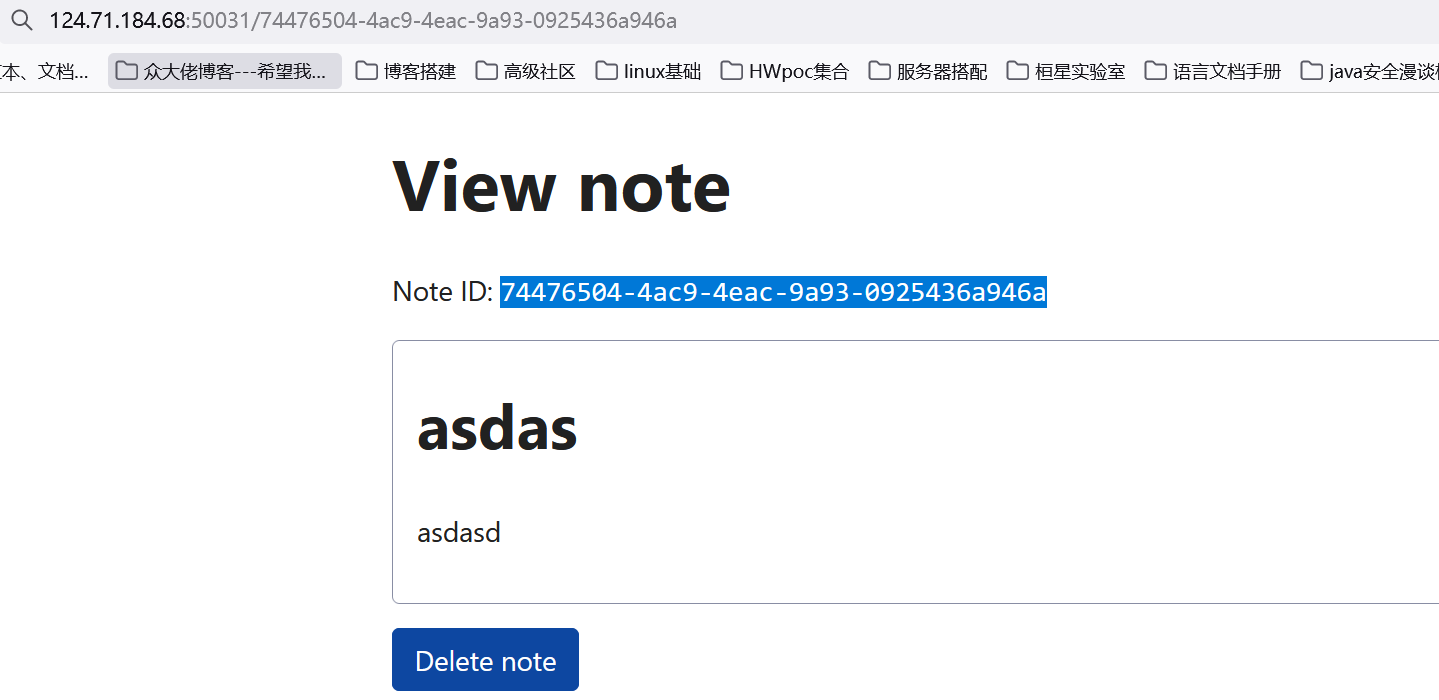 124.71.184.68:50031/74476504-4ac9-4eac-9a93-0925436a946a
本、文档... 众大佬博客---希望我... 博客搭建 高级社区 linux基础 HWpoc集合 服务器搭配 桓星实验室 语言文档手册 java安全漫谈
View note
Note ID: 74476504-4ac9-4eac-9a93-0925436a946a
asdas
asdasd
Delete note